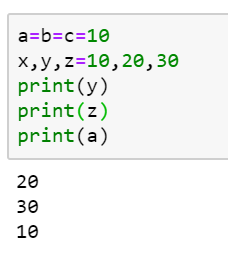 a=b=c=10
x,y,z=10,20,30
print(y)
print(z)
print(a)
20
30
10